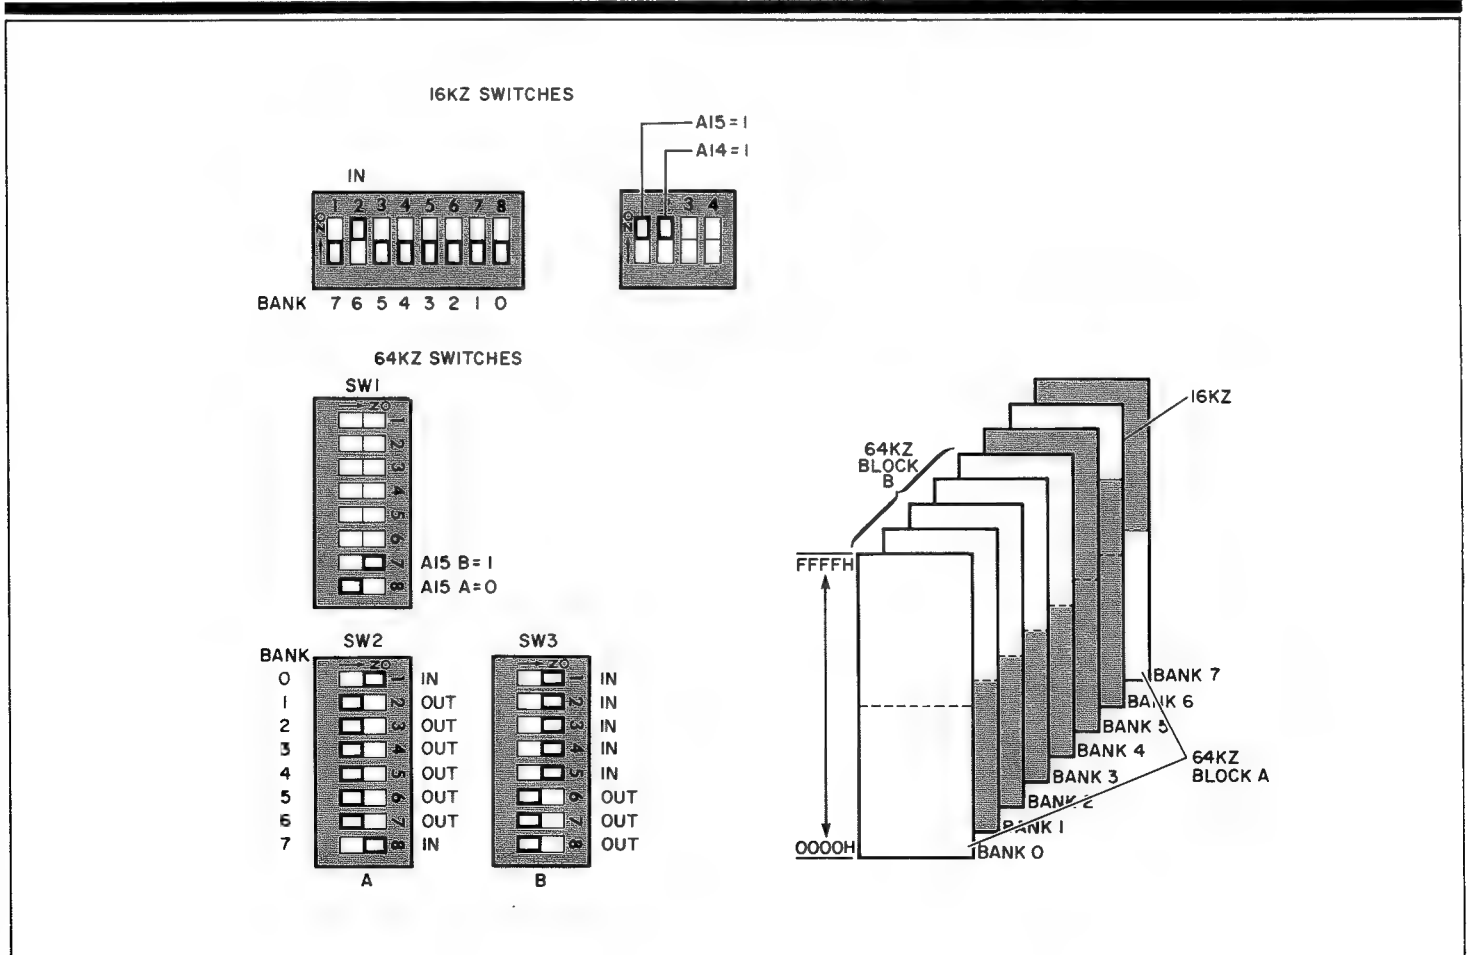 16KZ SWITCHES
A15=1
A14=1
IN
1 2 3 4 5 6 7 8
ON
BANK 7 6 5 4 3 2 1 0
ON
3 4
64KZ SWITCHES
SW1
ON
1
2
3
4
5
6
7 A15 B=1
8 A15 A=0
SW2
BANK
ON
0 1 IN
1 2 OUT
2 3 OUT
3 4 OUT
4 5 OUT
5 6 OUT
6 7 OUT
7 8 IN
A
SW3
ON
1 IN
2 IN
3 IN
4 IN
5 IN
6 OUT
7 OUT
8 OUT
B
16KZ
64KZ
BLOCK
B
FFFFH
0000H
BANK 7
BANK 6
BANK 5
BANK 4
BANK 3
BANK 2
BANK 1
BANK 0
64KZ
BLOCK A